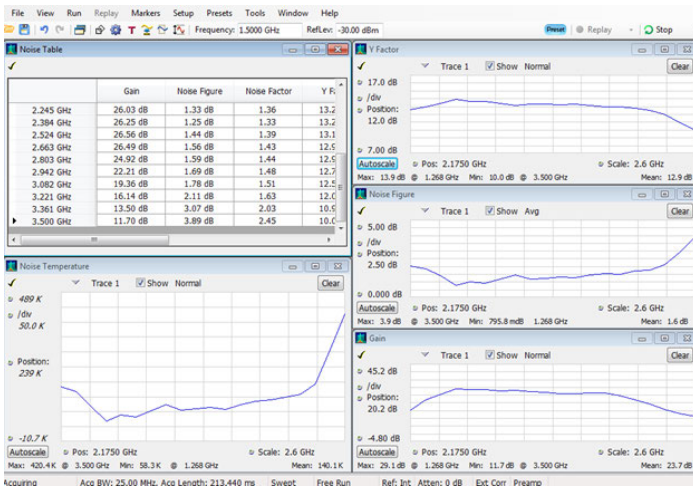 File View Run Replay Markers Setup Presets Tools Window Help
Frequency: 1.5000 GHz RefLev: -30.00 dBm Preset Replay Stop
Noise Table
Gain Noise Figure Noise Factor Y Fa
2.245 GHz 26.03 dB 1.33 dB 1.36 13.2
2.384 GHz 26.25 dB 1.25 dB 1.33 13.2
2.524 GHz 26.56 dB 1.44 dB 1.39 13.1
2.663 GHz 26.49 dB 1.56 dB 1.43 12.9
2.803 GHz 24.92 dB 1.59 dB 1.44 12.9
2.942 GHz 22.21 dB 1.69 dB 1.48 12.7
3.082 GHz 19.36 dB 1.78 dB 1.51 12.5
3.221 GHz 16.14 dB 2.11 dB 1.63 12.0
3.361 GHz 13.50 dB 3.07 dB 2.03 10.9
3.500 GHz 11.70 dB 3.89 dB 2.45 10.0
Noise Temperature
Trace 1 Show Normal Clear
489 K
/div
50.0 K
Position:
239 K
-10.7 K
Autoscale Pos: 2.1750 GHz Scale: 2.6 GHz
Max: 420.4 K @ 3.500 GHz Min: 58.3 K @ 1.268 GHz Mean: 140.1 K
Y Factor
Trace 1 Show Normal Clear
17.0 dB
/div
Position:
12.0 dB
7.00 dB
Autoscale Pos: 2.1750 GHz Scale: 2.6 GHz
Max: 13.9 dB @ 1.268 GHz Min: 10.0 dB @ 3.500 GHz Mean: 12.9 dB
Noise Figure
Trace 1 Show Avg Clear
5.00 dB
/div
Position:
2.50 dB
0.000 dB
Autoscale Pos: 2.1750 GHz Scale: 2.6 GHz
Max: 3.9 dB @ 3.500 GHz Min: 795.8 mdB @ 1.268 GHz Mean: 1.6 dB
Gain
Trace 1 Show Normal Clear
45.2 dB
/div
Position:
20.2 dB
-4.80 dB
Autoscale Pos: 2.1750 GHz Scale: 2.6 GHz
Max: 29.1 dB @ 1.268 GHz Min: 11.7 dB @ 3.500 GHz Mean: 23.7 dB
Acquiring Acq BW: 25.00 MHz, Acq Length: 213.440 ms Swept Free Run Ref: Int Atten: 0 dB Ext Corr Preamp